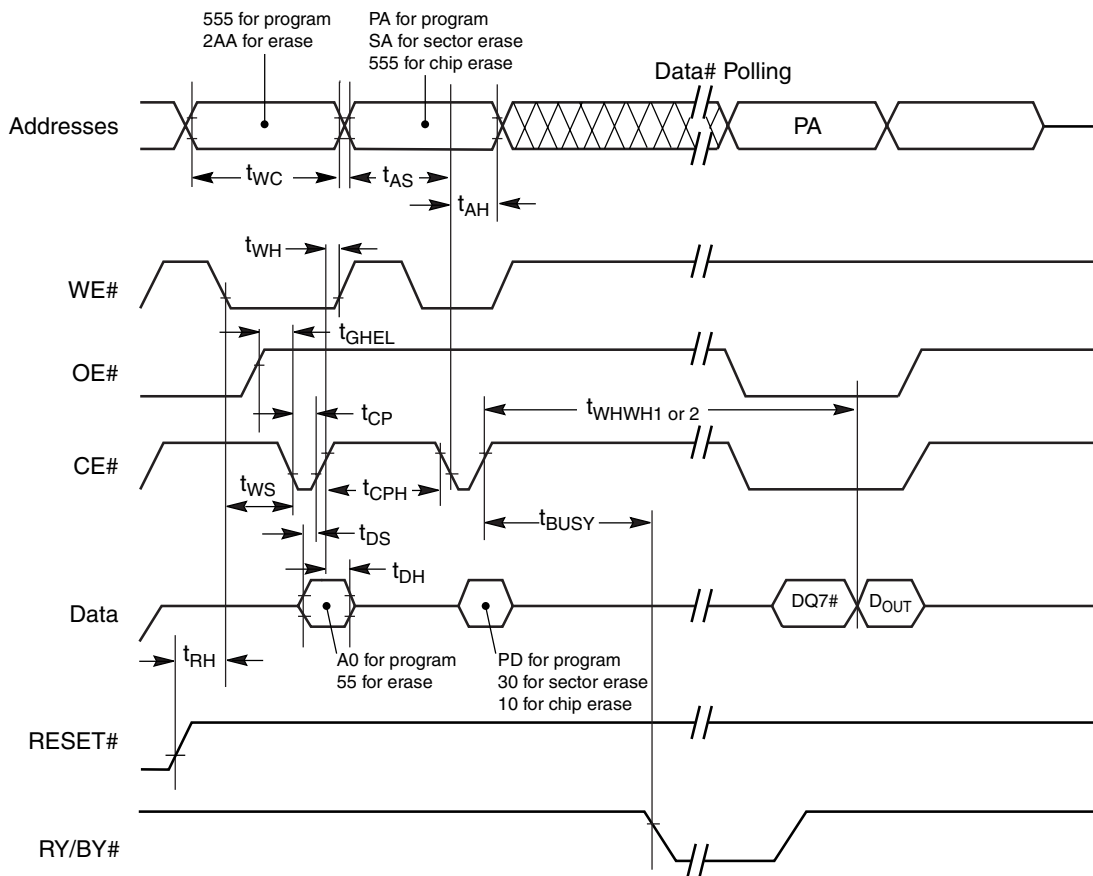 555 for program
2AA for erase
PA for program
SA for sector erase
555 for chip erase
Data# Polling
Addresses
PA
tWC
tAS
tAH
tWH
WE#
tGHEL
OE#
tWHWH1 or 2
tCP
CE#
tWS
tCPH
tBUSY
tDS
tDH
Data
DQ7#
DOUT
tRH
A0 for program
55 for erase
PD for program
30 for sector erase
10 for chip erase
RESET#
RY/BY#